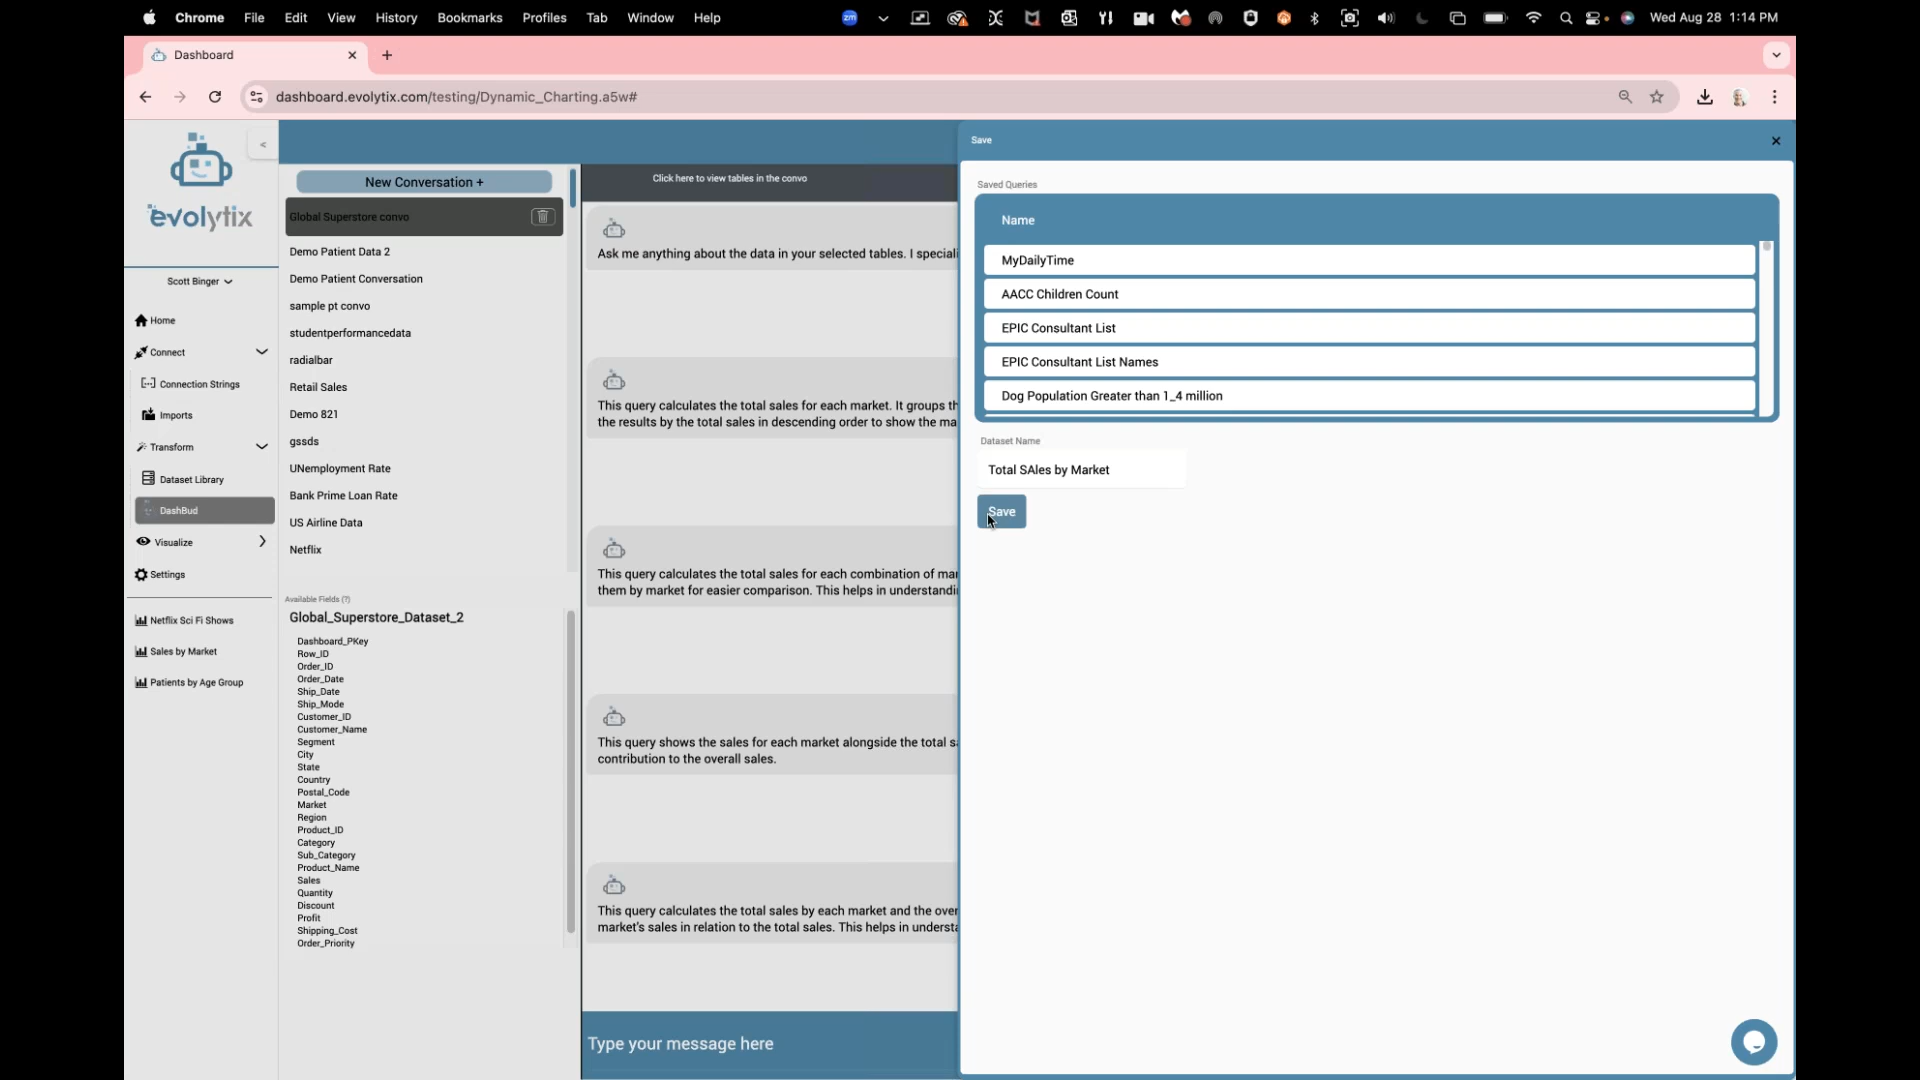 Chrome File Edit View History Bookmarks Profiles Tab Window Help
zm
Wed Aug 28 1:14 PM
Dashboard
dashboard.evolytix.com/testing/Dynamic_Charting.a5w#
evolytix
<
Scott Binger
Home
Connect
Connection Strings
Imports
Transform
Dataset Library
DashBud
Visualize
Settings
Netflix Sci Fi Shows
Sales by Market
Patients by Age Group
New Conversation +
Global Superstore convo
Demo Patient Data 2
Demo Patient Conversation
sample pt convo
studentperformancedata
radialbar
Retail Sales
Demo 821
gssds
UNemployment Rate
Bank Prime Loan Rate
US Airline Data
Netflix
Available Fields (?)
Global_Superstore_Dataset_2
Dashboard_PKey
Row_ID
Order_ID
Order_Date
Ship_Date
Ship_Mode
Customer_ID
Customer_Name
Segment
City
State
Country
Postal_Code
Market
Region
Product_ID
Category
Sub_Category
Product_Name
Sales
Quantity
Discount
Profit
Shipping_Cost
Order_Priority
Click here to view tables in the convo
Ask me anything about the data in your selected tables. I speciali
This query calculates the total sales for each market. It groups th
the results by the total sales in descending order to show the ma
This query calculates the total sales for each combination of mar
them by market for easier comparison. This helps in understandi
This query shows the sales for each market alongside the total sa
contribution to the overall sales.
This query calculates the total sales by each market and the over
market's sales in relation to the total sales. This helps in understa
Type your message here
Save
Saved Queries
Name
MyDailyTime
AACC Children Count
EPIC Consultant List
EPIC Consultant List Names
Dog Population Greater than 1_4 million
Dataset Name
Total SAles by Market
Save